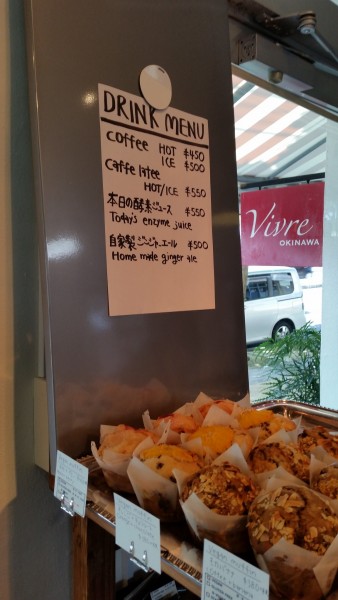 DRINK MENU
coffee HOT ¥450
ICE ¥500
Caffe latee
HOT/ICE ¥550
本日の酵素ジュース ¥550
Today's enzyme juice
自家製ジンジャーエール ¥500
Home made ginger ale
Vivre
OKINAWA